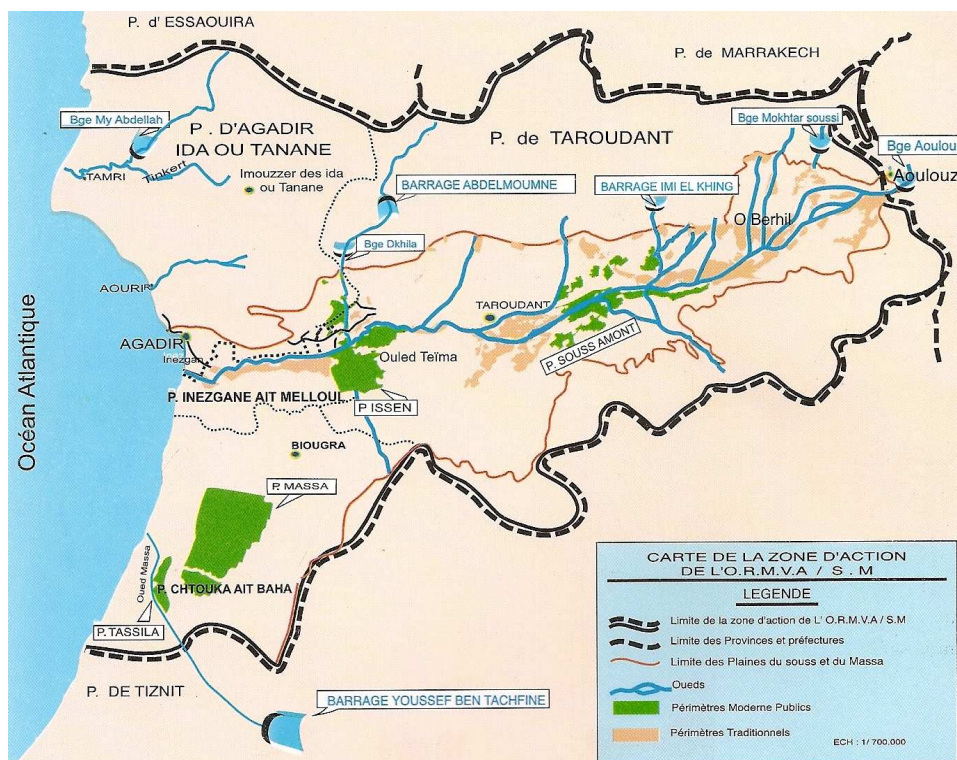 P. d'ESSAOUIRA
P. de MARRAKECH
Bge My Abdellah
P. D'AGADIR
IDA OU TANANE
P. de TAROUDANT
Bge Mokhtar soussi
Bge Aoulouz
Aoulouz
TAMRI
Tinkert
Imouzzer des ida
ou Tanane
BARRAGE ABDELMOUMNE
BARRAGE IMI EL KHING
O Berhil
Bge Dkhila
AOURIR
TAROUDANT
AGADIR
Inezgan
Ouled Teïma
P. SOUSS AMONT
Océan Atlantique
P. INEZGANE AIT MELLOUL
P ISSEN
BIOUGRA
P. MASSA
Oued Massa
P. CHTOUKA AIT BAHA
P. TASSILA
P. DE TIZNIT
BARRAGE YOUSSEF BEN TACHFINE
CARTE DE LA ZONE D'ACTION
DE L'O.R.M.V.A / S . M
LEGENDE
Limite de la zone d'action de L' O.R.M.V.A / S.M
Limite des Provinces et préfectures
Limite des Plaines du souss et du Massa
Oueds
Périmètres Moderne Publics
Périmètres Traditionnels
ECH : 1/ 700.000